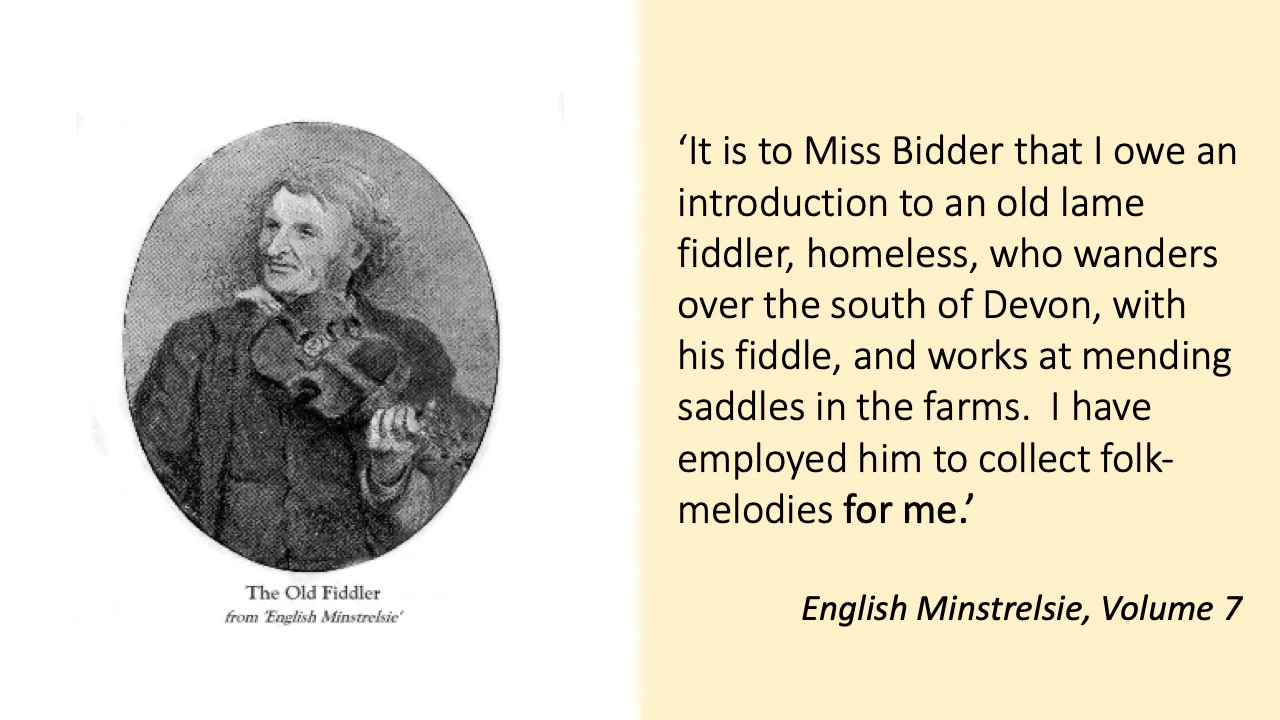 The Old Fiddler
from 'English Minstrelsie'
‘It is to Miss Bidder that I owe an
introduction to an old lame
fiddler, homeless, who wanders
over the south of Devon, with
his fiddle, and works at mending
saddles in the farms.  I have
employed him to collect folk-
melodies for me.’
English Minstrelsie, Volume 7